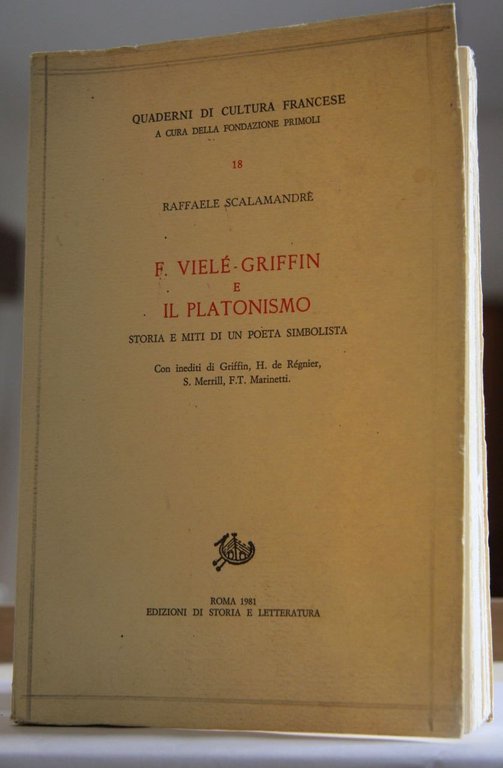 QUADERNI DI CULTURA FRANCESE
A CURA DELLA FONDAZIONE PRIMOLI
18
RAFFAELE SCALAMANDRÈ
F. VIELÉ-GRIFFIN
E
IL PLATONISMO
STORIA E MITI DI UN POETA SIMBOLISTA
Con inediti di Griffin, H. de Régnier,
S. Merrill, F.T. Marinetti.
ROMA 1981
EDIZIONI DI STORIA E LETTERATURA